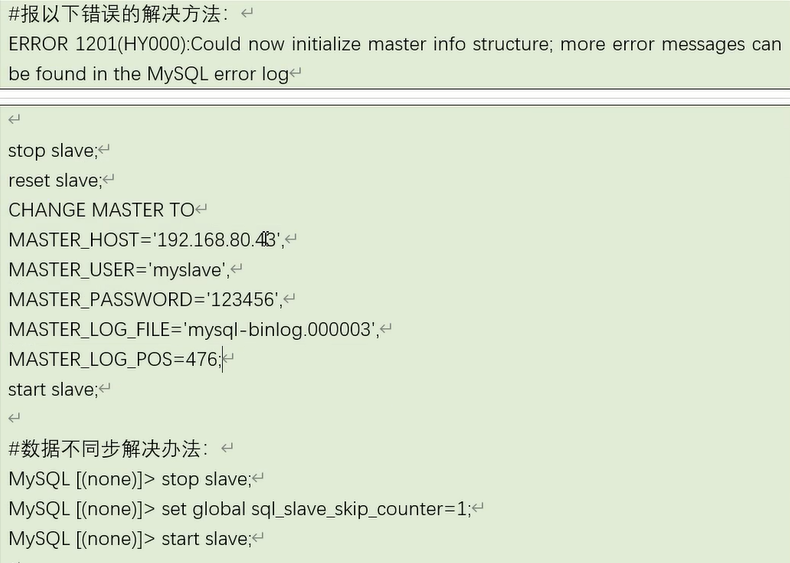 #报以下错误的解决方法：
ERROR 1201(HY000):Could now initialize master info structure; more error messages can
be found in the MySQL error log
stop slave;
reset slave;
CHANGE MASTER TO
MASTER_HOST='192.168.80.43',
MASTER_USER='myslave',
MASTER_PASSWORD='123456',
MASTER_LOG_FILE='mysql-binlog.000003',
MASTER_LOG_POS=476;
start slave;
#数据不同步解决办法：
MySQL [(none)]> stop slave;
MySQL [(none)]> set global sql_slave_skip_counter=1;
MySQL [(none)]> start slave;